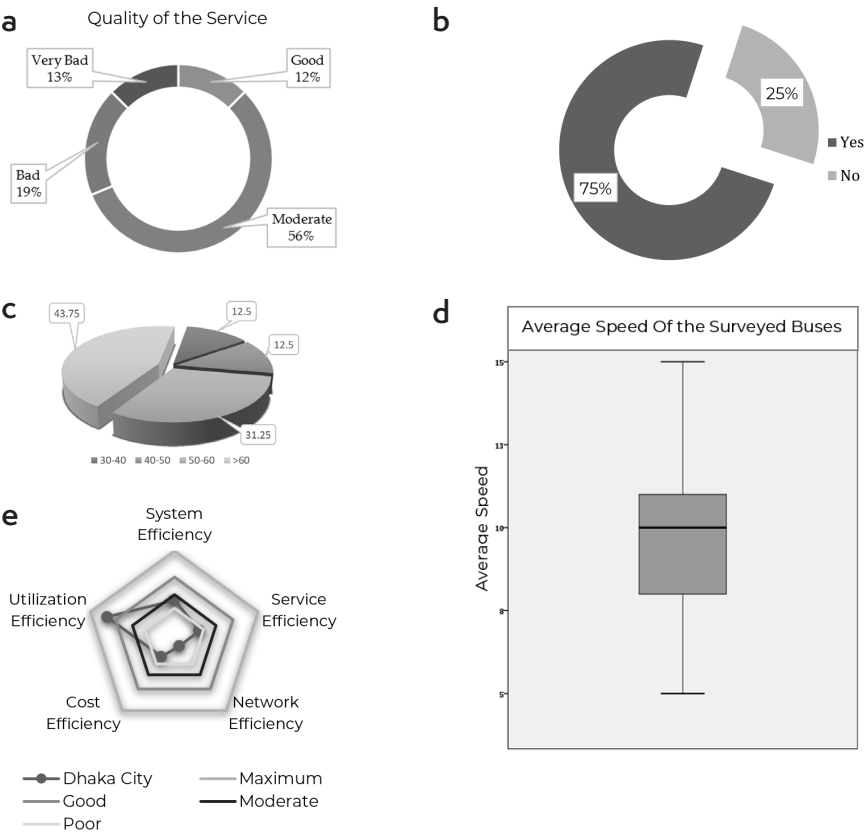 a
Quality of the Service
Very Bad
13%
Good
12%
Bad
19%
Moderate
56%
b
25%
75%
Yes
No
c
43.75
12.5
12.5
31.25
30-40 40-50 50-60 >60
d
Average Speed Of the Surveyed Buses
Average Speed
15
13
10
8
5
e
System
Efficiency
Utilization
Efficiency
Service
Efficiency
Cost
Efficiency
Network
Efficiency
Dhaka City Maximum
Good Moderate
Poor